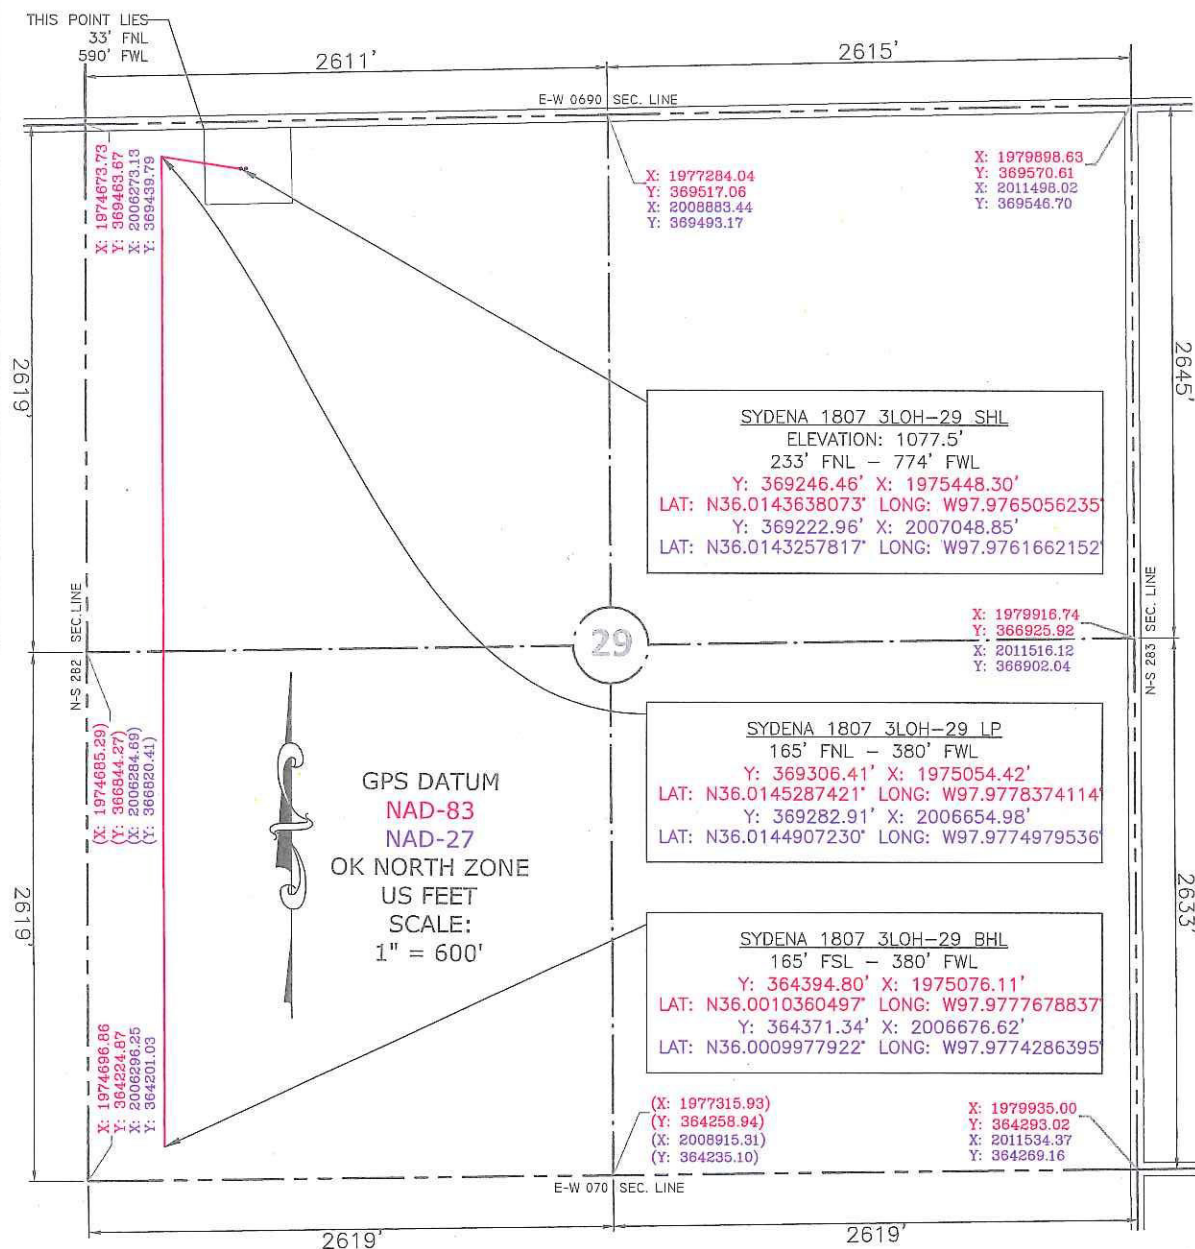 THIS POINT LIES
33' FNL
590' FWL
2611'
2615'
E-W 0690 SEC. LINE
X: 1974673.73
Y: 369463.67
X: 2006273.13
Y: 369439.79
X: 1977284.04
Y: 369517.06
X: 2008883.44
Y: 369493.17
X: 1979898.63
Y: 369570.61
X: 2011498.02
Y: 369546.70
2619'
2645'
SYDENA 1807 3LOH-29 SHL
ELEVATION: 1077.5'
233' FNL - 774' FWL
Y: 369246.46' X: 1975448.30'
LAT: N36.0143638073° LONG: W97.9765056235°
Y: 369222.96' X: 2007048.85'
LAT: N36.0143257817° LONG: W97.9761662152°
N-S 282 SEC.LINE
29
X: 1979916.74
Y: 366925.92
X: 2011516.12
Y: 366902.04
N-S 283 SEC. LINE
(X: 1974685.29)
(Y: 366844.27)
(X: 2006284.69)
(Y: 366820.41)
SYDENA 1807 3LOH-29 LP
165' FNL - 380' FWL
Y: 369306.41' X: 1975054.42'
LAT: N36.0145287421° LONG: W97.9778374114°
Y: 369282.91' X: 2006654.98'
LAT: N36.0144907230° LONG: W97.9774979536°
GPS DATUM
NAD-83
NAD-27
OK NORTH ZONE
US FEET
SCALE:
1" = 600'
2619'
2633'
SYDENA 1807 3LOH-29 BHL
165' FSL - 380' FWL
Y: 364394.80' X: 1975076.11'
LAT: N36.0010360497° LONG: W97.9777678837°
Y: 364371.34' X: 2006676.62'
LAT: N36.0009977922° LONG: W97.9774286395°
X: 1974696.86
Y: 364224.87
X: 2006296.25
Y: 364201.03
(X: 1977315.93)
(Y: 364258.94)
(X: 2008915.31)
(Y: 364235.10)
X: 1979935.00
Y: 364293.02
X: 2011534.37
Y: 364269.16
E-W 070 SEC. LINE
2619'
2619'